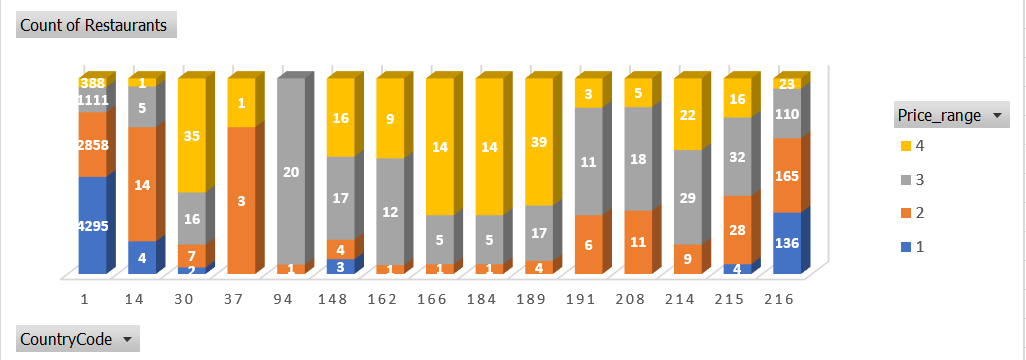 Count of Restaurants
388 1 35 1 20 16 9 14 14 39 3 5 22 16 23
1111 5 16 3 1 17 12 5 5 17 11 18 29 32 110
2858 14 7 4 1 1 1 4 6 11 9 28 165
4295 4 2 3 4 136
1 14 30 37 94 148 162 166 184 189 191 208 214 215 216
Price_range
4
3
2
1
CountryCode